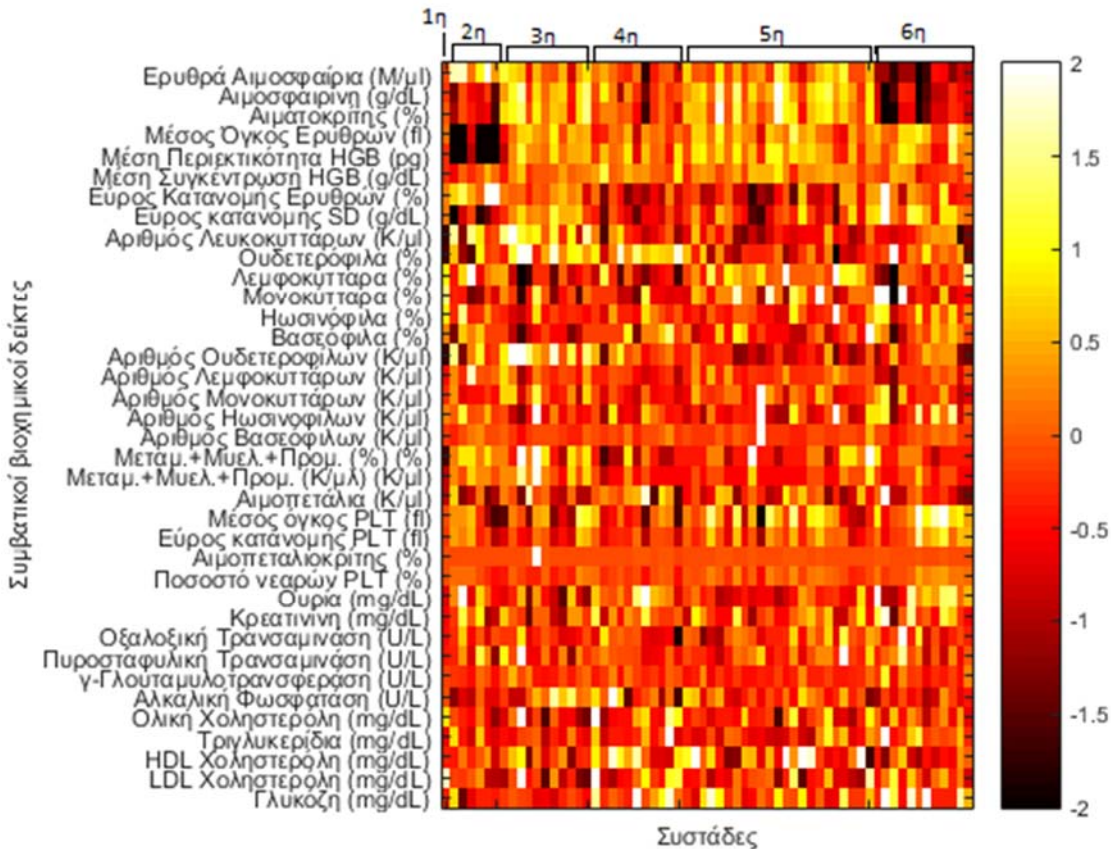 1η
2η 3η 4η 5η 6η
Ερυθρά Αιμοσφαίρια (M/μl)
Αιμοσφαιρίνη (g/dL)
Αιματοκρίτης (%)
Μέσος Όγκος Ερυθρών (fl)
Μέση Περιεκτικότητα HGB (pg)
Μέση Συγκέντρωση HGB (g/dL)
Εύρος Κατανομής Ερυθρών (%)
Εύρος κατανομής SD (g/dL)
Αριθμός Λευκοκυττάρων (K/μl)
Ουδετερόφιλα (%)
Λεμφοκύτταρα (%)
Μονοκύτταρα (%)
Ηωσινόφιλα (%)
Βασεόφιλα (%)
Αριθμός Ουδετεροφίλων (K/μl)
Αριθμός Λεμφοκυττάρων (K/μl)
Αριθμός Μονοκυττάρων (K/μl)
Αριθμός Ηωσινοφίλων (K/μl)
Αριθμός Βασεόφιλων (K/μl)
Μεταμ.+Μυελ.+Προμ. (%) (%)
Μεταμ.+Μυελ.+Προμ. (K/μλ) (K/μl)
Αιμοπετάλια (K/μl)
Μέσος όγκος PLT (fl)
Εύρος κατανομής PLT (fl)
Αιμοπεταλιοκρίτης (%)
Ποσοστό νεαρών PLT (%)
Ουρία (mg/dL)
Κρεατινίνη (mg/dL)
Οξαλοξική Τρανσαμινάση (U/L)
Πυροσταφυλική Τρανσαμινάση (U/L)
γ-Γλουταμυλοτρανσφεράση (U/L)
Αλκαλική Φωσφατάση (U/L)
Ολική Χοληστερόλη (mg/dL)
Τριγλυκερίδια (mg/dL)
HDL Χοληστερόλη (mg/dL)
LDL Χοληστερόλη (mg/dL)
Γλυκόζη (mg/dL)
Συμβατικοί βιοχημικοί δείκτες
Συστάδες
2
1.5
1
0.5
0
-0.5
-1
-1.5
-2